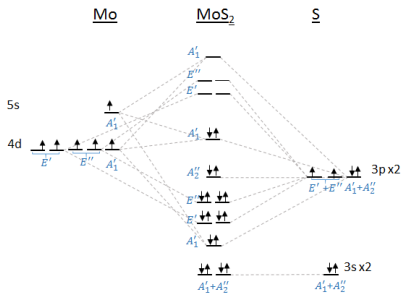 Mo MoS₂ S
A′₁
E′′
E′
5s
A′₁
A′₁
4d
E′ E′′ A′₁
A′′₂
3p x2
E′ + E′′ A′₁+A′′₂
E′′
E′
A′₁
3s x2
A′₁+A′′₂ A′₁+A′′₂